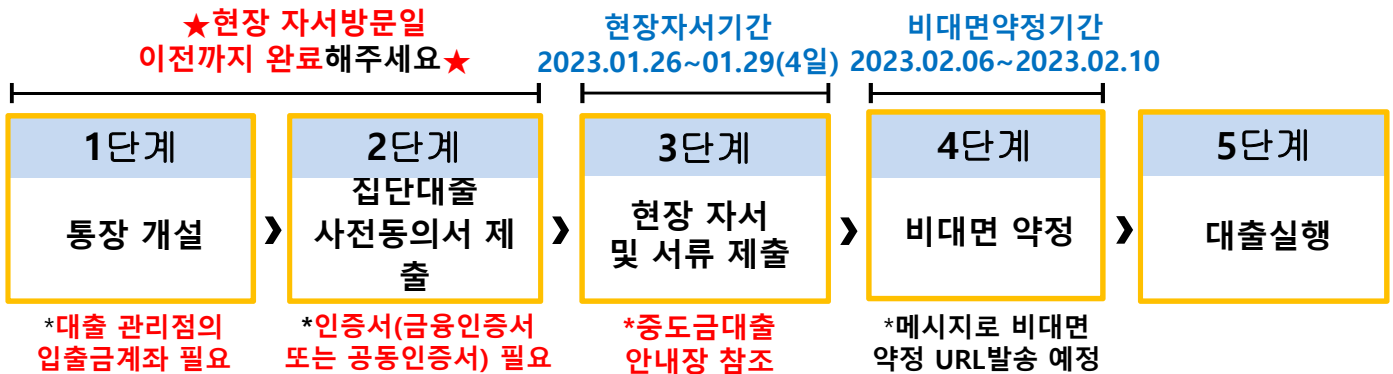 ★현장 자서방문일
이전까지 완료해주세요★
현장자서기간
2023.01.26~01.29(4일)
비대면약정기간
2023.02.06~2023.02.10
1단계
통장 개설
*대출 관리점의
입출금계좌 필요
❯
2단계
집단대출
사전동의서 제
출
*인증서(금융인증서
또는 공동인증서) 필요
❯
3단계
현장 자서
및 서류 제출
*중도금대출
안내장 참조
❯
4단계
비대면 약정
*메시지로 비대면
약정 URL발송 예정
❯
5단계
대출실행